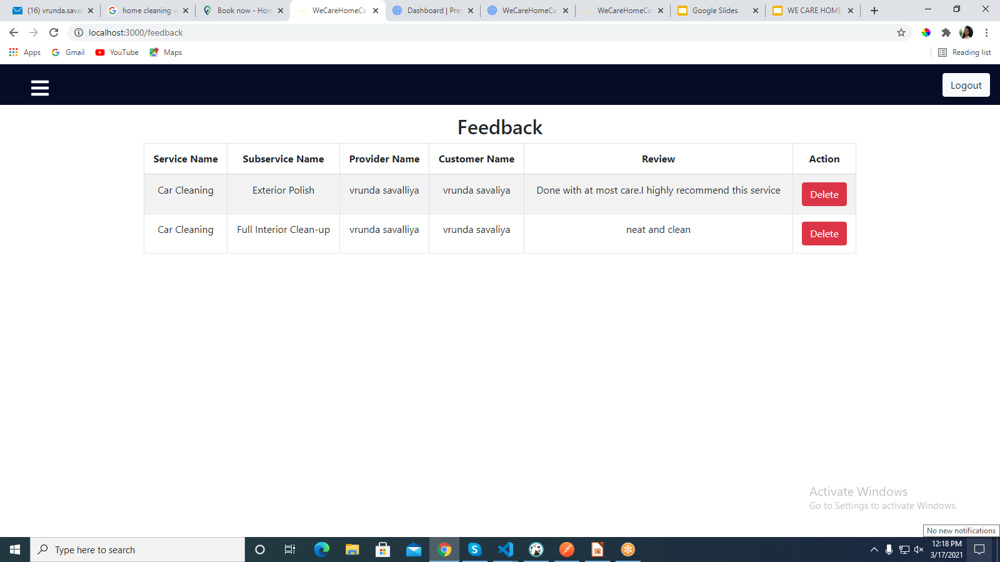 (16) vrunda.saval
home cleaning w
Book now - Hom
WeCareHomeCa
Dashboard | Prez
WeCareHomeCa
WeCareHomeCa
Google Slides
WE CARE HOME
localhost:3000/feedback
Apps Gmail YouTube Maps Reading list
Logout
Feedback
Service Name Subservice Name Provider Name Customer Name Review Action
Car Cleaning Exterior Polish vrunda savalliya vrunda savaliya Done with at most care.I highly recommend this service Delete
Car Cleaning Full Interior Clean-up vrunda savalliya vrunda savaliya neat and clean Delete
Activate Windows
Go to Settings to activate Windows.
No new notifications
Type here to search
12:18 PM
3/17/2021